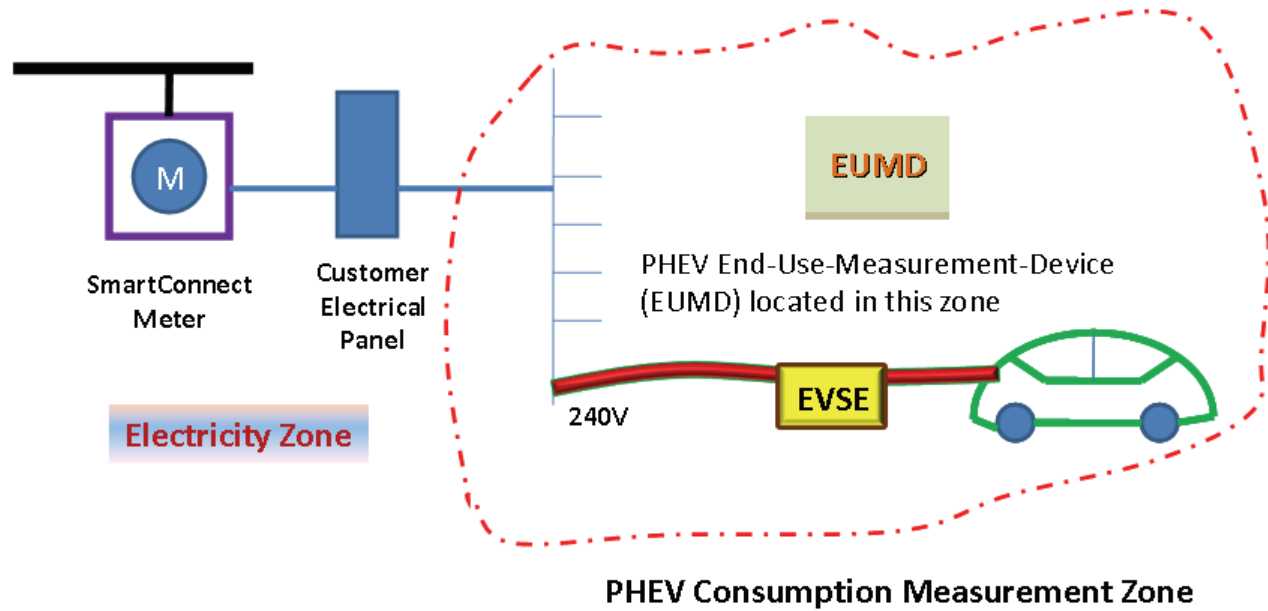 M
SmartConnect
Meter
Customer
Electrical
Panel
Electricity Zone
EUMD
PHEV End-Use-Measurement-Device
(EUMD) located in this zone
240V
EVSE
PHEV Consumption Measurement Zone